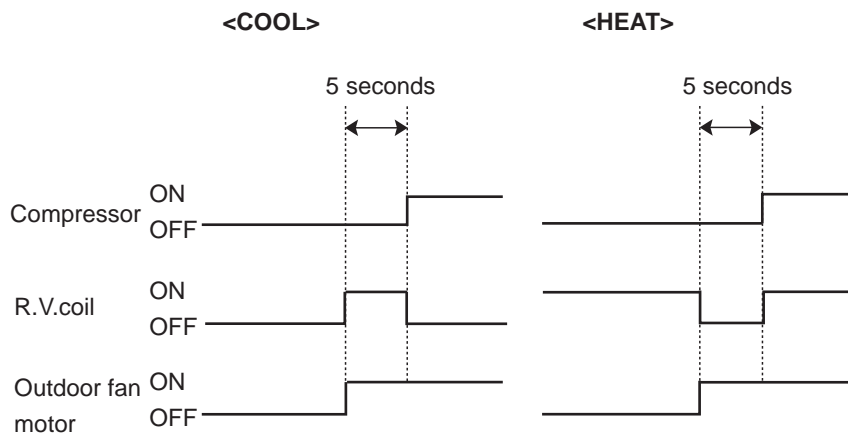 <COOL> <HEAT>
5 seconds 5 seconds
ON
Compressor
OFF
ON
R.V.coil
OFF
Outdoor fan ON
motor OFF